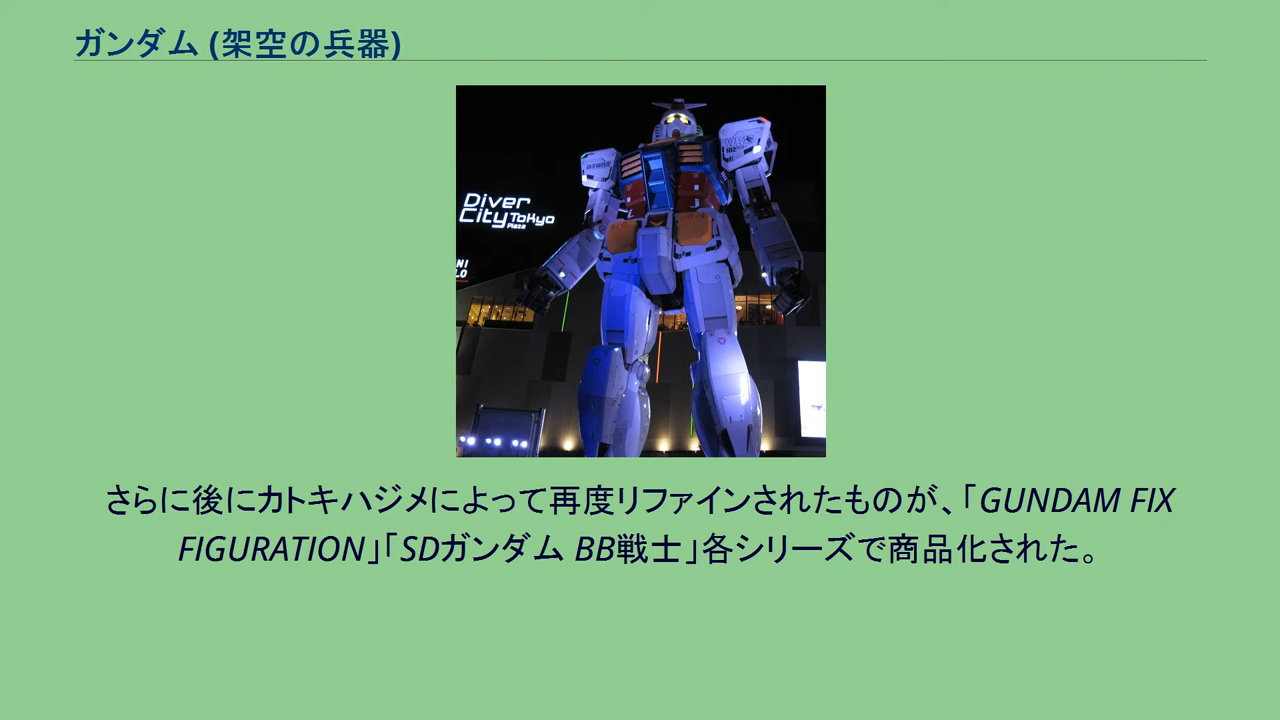 ガンダム (架空の兵器)
Diver
City Tokyo
Plaza
さらに後にカトキハジメによって再度リファインされたものが、「GUNDAM FIX
FIGURATION」「SDガンダム BB戦士」各シリーズで商品化された。